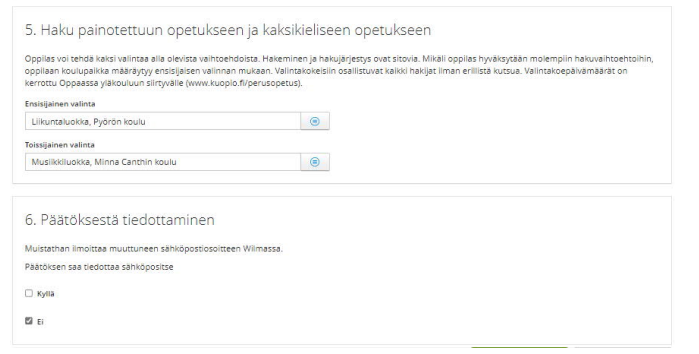 5. Haku painotettuun opetukseen ja kaksikieliseen opetukseen
Oppilas voi tehdä kaksi valintaa alla olevista vaihtoehdoista. Hakeminen ja hakujärjestys ovat sitovia. Mikäli oppilas hyväksytään molempiin hakuvaihtoehtoihin,
oppilaan koulupaikka määräytyy ensisijaisen valinnan mukaan. Valintakokeisiin osallistuvat kaikki hakijat ilman erillistä kutsua. Valintakoepäivämäärät on
kerrottu Oppaassa yläkouluun siirtyvälle (www.kuopio.fi/perusopetus).
Ensisijainen valinta
Liikuntaluokka, Pyörön koulu
Toissijainen valinta
Musiikkiluokka, Minna Canthin koulu
6. Päätöksestä tiedottaminen
Muistathan ilmoittaa muuttuneen sähköpostiosoitteen Wilmassa.
Päätöksen saa tiedottaa sähköpositse
Kyllä
Ei